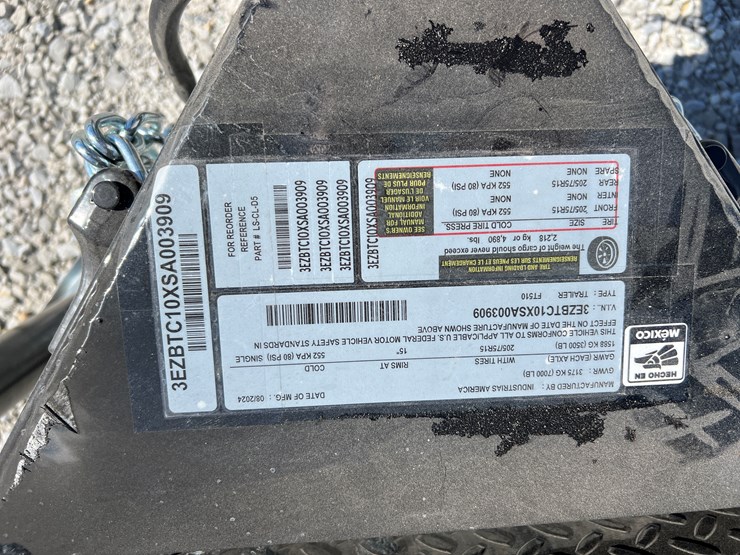 MANUFACTURED BY: INDUSTRIAS AMERICA DATE OF MFG: 08/2024
GVWR: 3175 KG (7000 LB)
GAWR (EACH AXLE) WITH TIRES RIMS AT COLD
1588 KG (3500 LB) 205/75R15 15" 552 KPA (80 PSI) SINGLE
THIS VEHICLE CONFORMS TO ALL APPLICABLE U.S. FEDERAL MOTOR VEHICLE SAFETY STANDARDS IN
EFFECT ON THE DATE OF MANUFACTURE SHOWN ABOVE
V.I.N.: 3EZBTC10XSA003909
TYPE: TRAILER FT510
HECHO EN
MÉXICO
TIRE AND LOADING INFORMATION
RENSEIGNEMENTS SUR LES PNEUS ET LE CHARGEMENT
The weight of cargo should never exceed
2,218 kg or 4,890 lbs.
TIRE SIZE COLD TIRE PRESS.
FRONT 205/75R15 552 KPA (80 PSI)
INTER NONE NONE
REAR 205/75R15 552 KPA (80 PSI)
SPARE NONE NONE
SEE OWNER'S
MANUAL FOR
ADDITIONAL
INFORMATION
VOIR LE MANUEL
DE L'USAGER
POUR PLUS DE
RENSEIGNEMENTS
3EZBTC10XSA003909
3EZBTC10XSA003909
3EZBTC10XSA003909
3EZBTC10XSA003909
3EZBTC10XSA003909
FOR REORDER
REFERENCE
PART # LS-CL-D5
3EZBTC10XSA003909